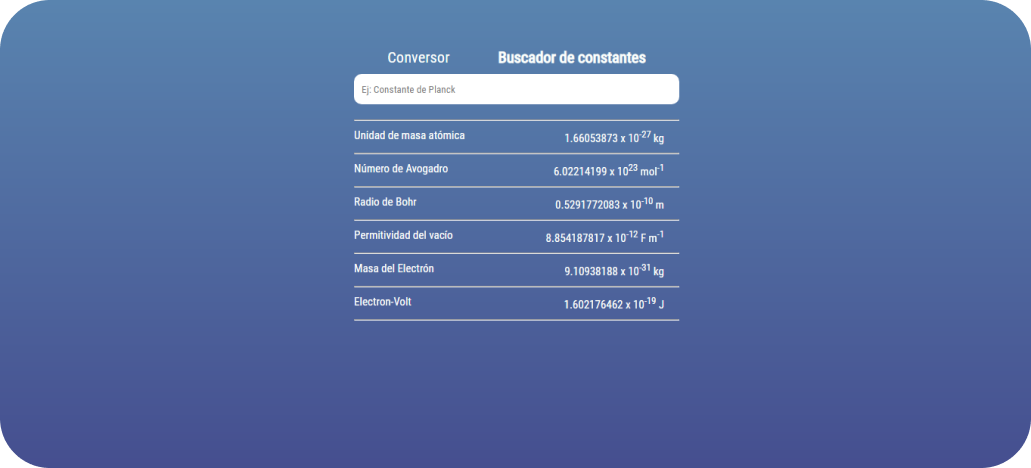 Conversor Buscador de constantes
Ej: Constante de Planck
Unidad de masa atómica 1.66053873 x 10⁻²⁷ kg
Número de Avogadro 6.02214199 x 10²³ mol⁻¹
Radio de Bohr 0.5291772083 x 10⁻¹⁰ m
Permitividad del vacío 8.854187817 x 10⁻¹² F m⁻¹
Masa del Electrón 9.10938188 x 10⁻³¹ kg
Electron-Volt 1.602176462 x 10⁻¹⁹ J